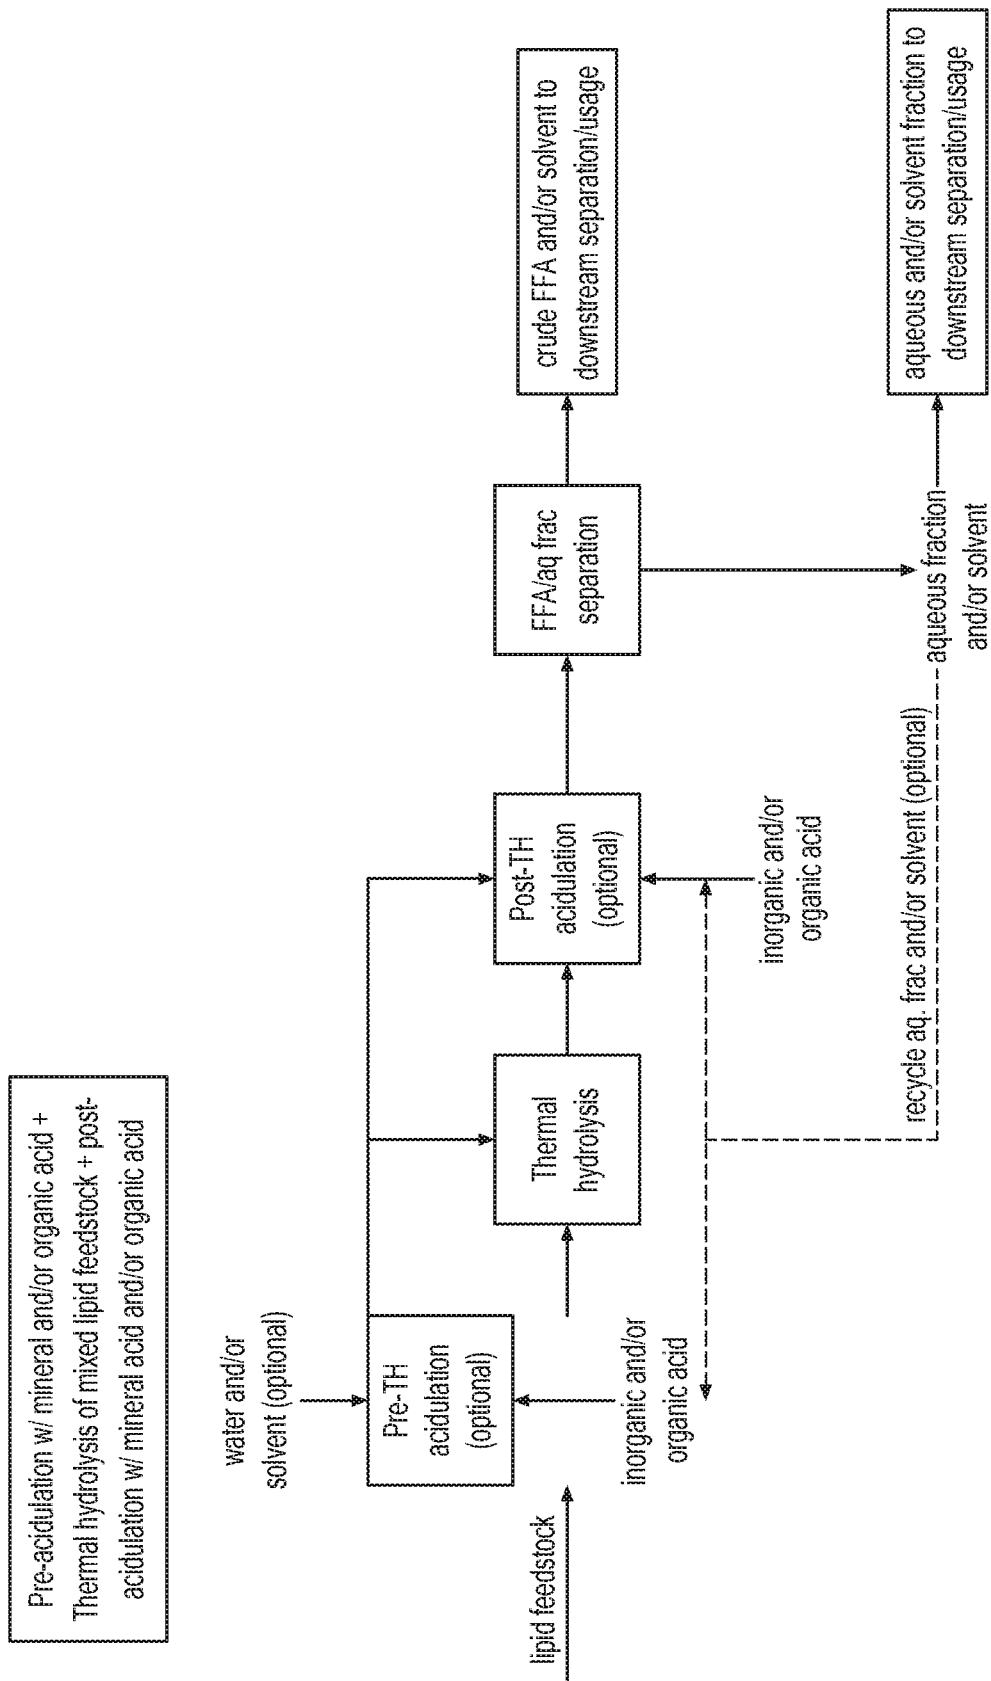 Pre-acidulation w/ mineral and/or organic acid +
Thermal hydrolysis of mixed lipid feedstock + post-
acidulation w/ mineral acid and/or organic acid
water and/or
solvent (optional)
lipid feedstock
Pre-TH
acidulation
(optional)
inorganic and/or
organic acid
Thermal
hydrolysis
Post-TH
acidulation
(optional)
inorganic and/or
organic acid
FFA/aq frac
separation
crude FFA and/or solvent to
downstream separation/usage
recycle aq. frac and/or solvent (optional)
aqueous fraction
and/or solvent
aqueous and/or solvent fraction to
downstream separation/usage